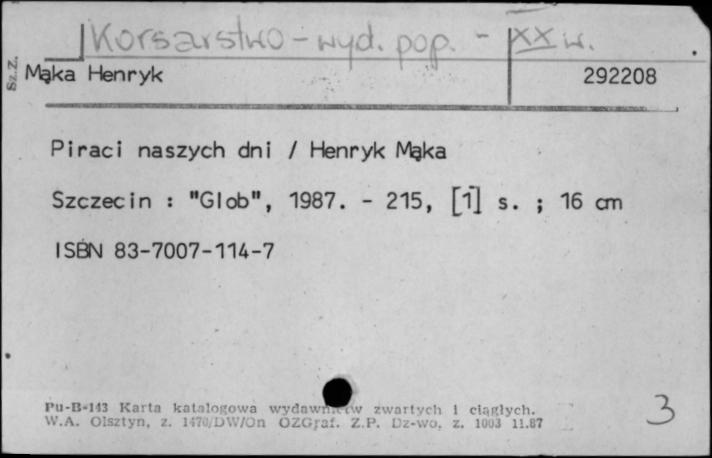 Korsarstwo - wyd. pop. - XX w.
Sz.Z.
Mąka Henryk 292208
Piraci naszych dni / Henryk Mąka
Szczecin : "Glob", 1987. - 215, [1] s. ; 16 cm
ISBN 83-7007-114-7
Pu-B-143 Karta katalogowa wydawnictw zwartych i ciągłych.
W.A. Olsztyn, z. 1470/DW/On OZGraf. Z.P. Dz-wo, z. 1003 11.87
3